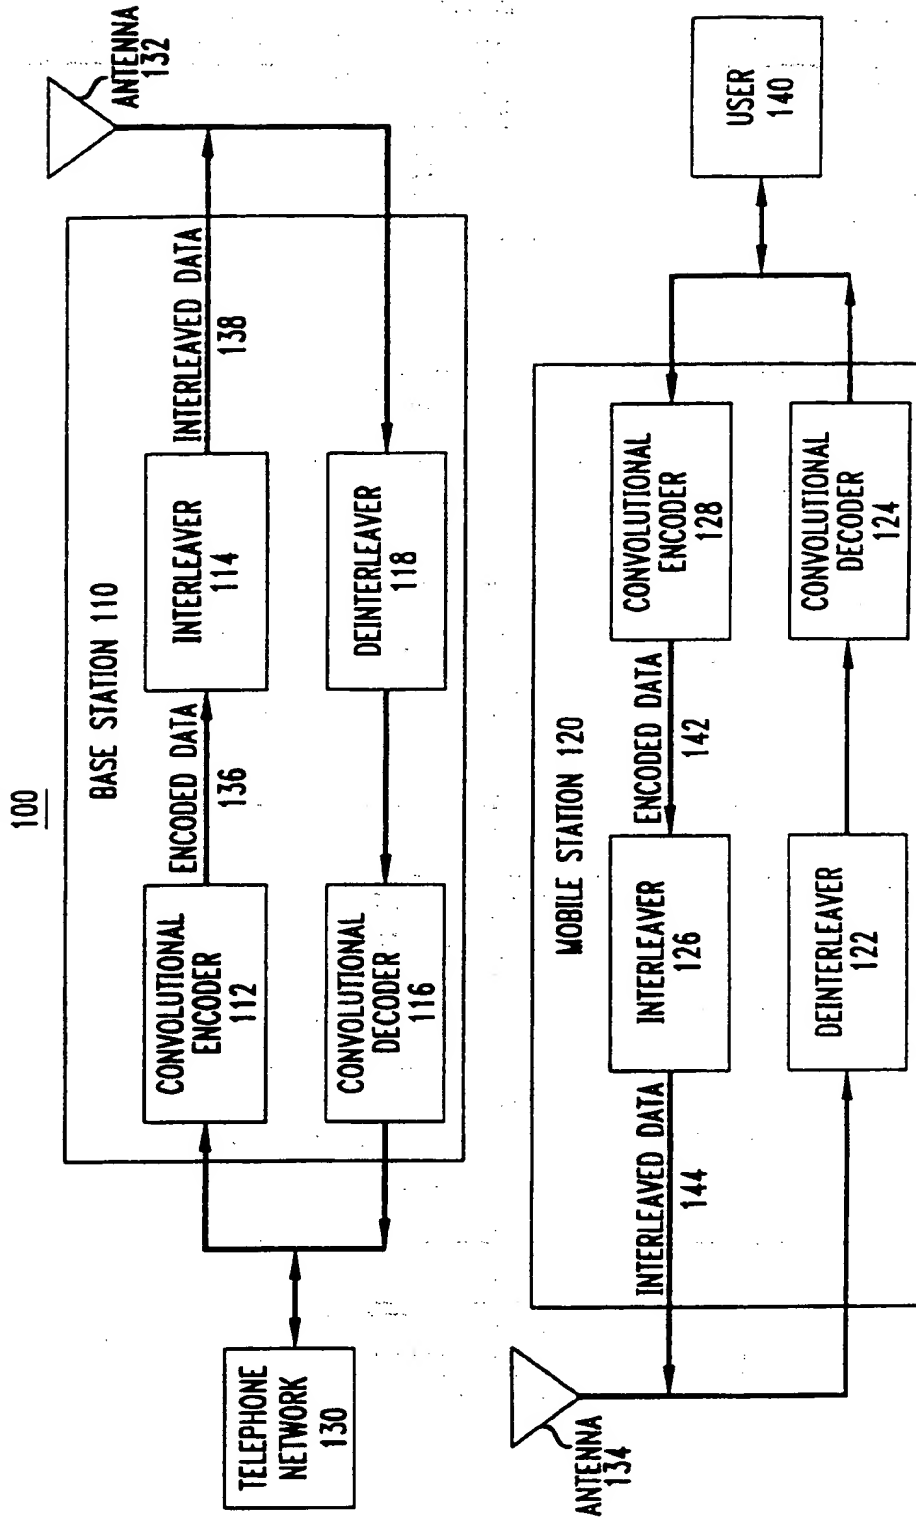 100
BASE STATION 110
TELEPHONE
NETWORK
130
CONVOLUTIONAL
ENCODER
112
ENCODED DATA
136
INTERLEAVER
114
INTERLEAVED DATA
138
ANTENNA
132
CONVOLUTIONAL
DECODER
116
DEINTERLEAVER
118
MOBILE STATION 120
ANTENNA
134
INTERLEAVED DATA
144
INTERLEAVER
126
ENCODED DATA
142
CONVOLUTIONAL
ENCODER
128
USER
140
DEINTERLEAVER
122
CONVOLUTIONAL
DECODER
124